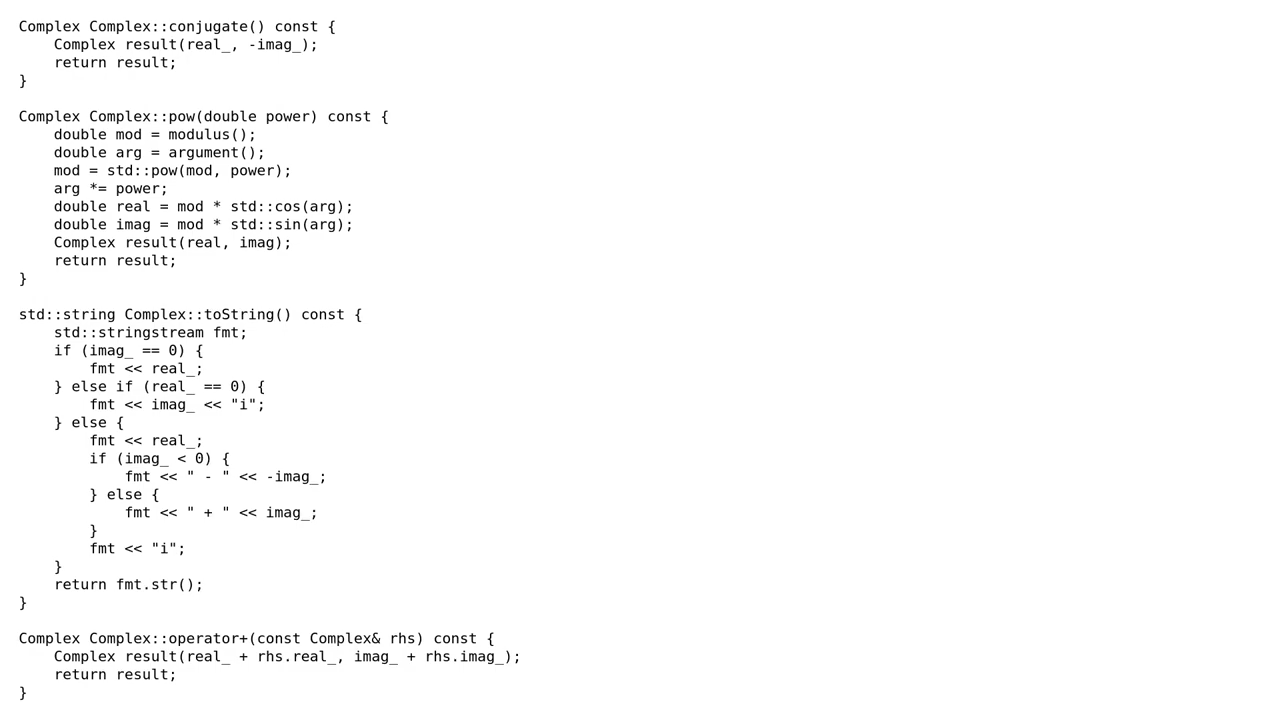 Complex Complex::conjugate() const {
    Complex result(real_, -imag_);
    return result;
}

Complex Complex::pow(double power) const {
    double mod = modulus();
    double arg = argument();
    mod = std::pow(mod, power);
    arg *= power;
    double real = mod * std::cos(arg);
    double imag = mod * std::sin(arg);
    Complex result(real, imag);
    return result;
}

std::string Complex::toString() const {
    std::stringstream fmt;
    if (imag_ == 0) {
        fmt << real_;
    } else if (real_ == 0) {
        fmt << imag_ << "i";
    } else {
        fmt << real_;
        if (imag_ < 0) {
            fmt << " - " << -imag_;
        } else {
            fmt << " + " << imag_;
        }
        fmt << "i";
    }
    return fmt.str();
}

Complex Complex::operator+(const Complex& rhs) const {
    Complex result(real_ + rhs.real_, imag_ + rhs.imag_);
    return result;
}